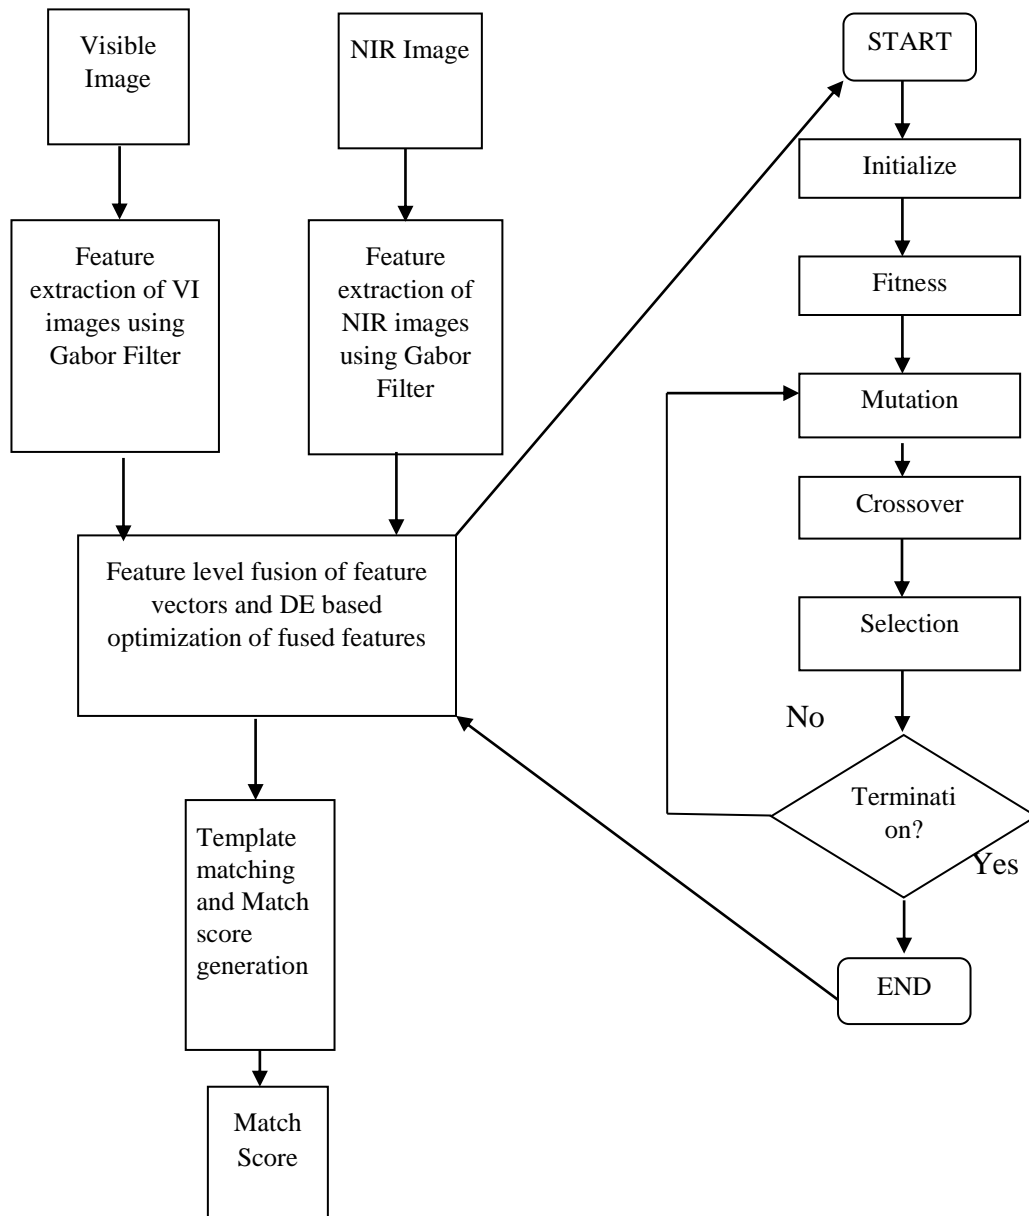 Visible
Image
NIR Image
Feature
extraction of VI
images using
Gabor Filter
Feature
extraction of
NIR images
using Gabor
Filter
Feature level fusion of feature
vectors and DE based
optimization of fused features
Template
matching
and Match
score
generation
Match
Score
START
Initialize
Fitness
Mutation
Crossover
Selection
No
Terminati
on?
Yes
END